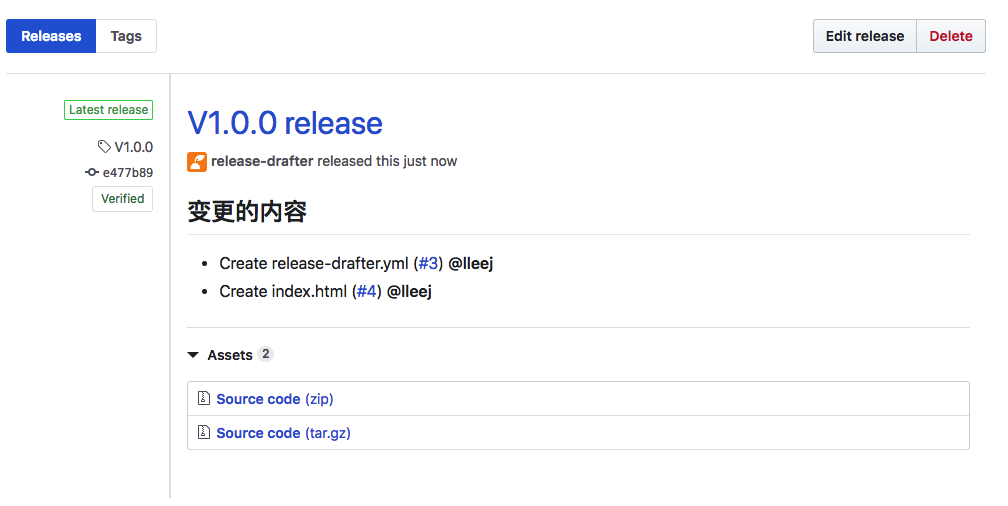 Releases Tags Edit release Delete
Latest release
V1.0.0
e477b89
Verified
V1.0.0 release
release-drafter released this just now
变更的内容
Create release-drafter.yml (#3) @lleej
Create index.html (#4) @lleej
Assets 2
Source code (zip)
Source code (tar.gz)